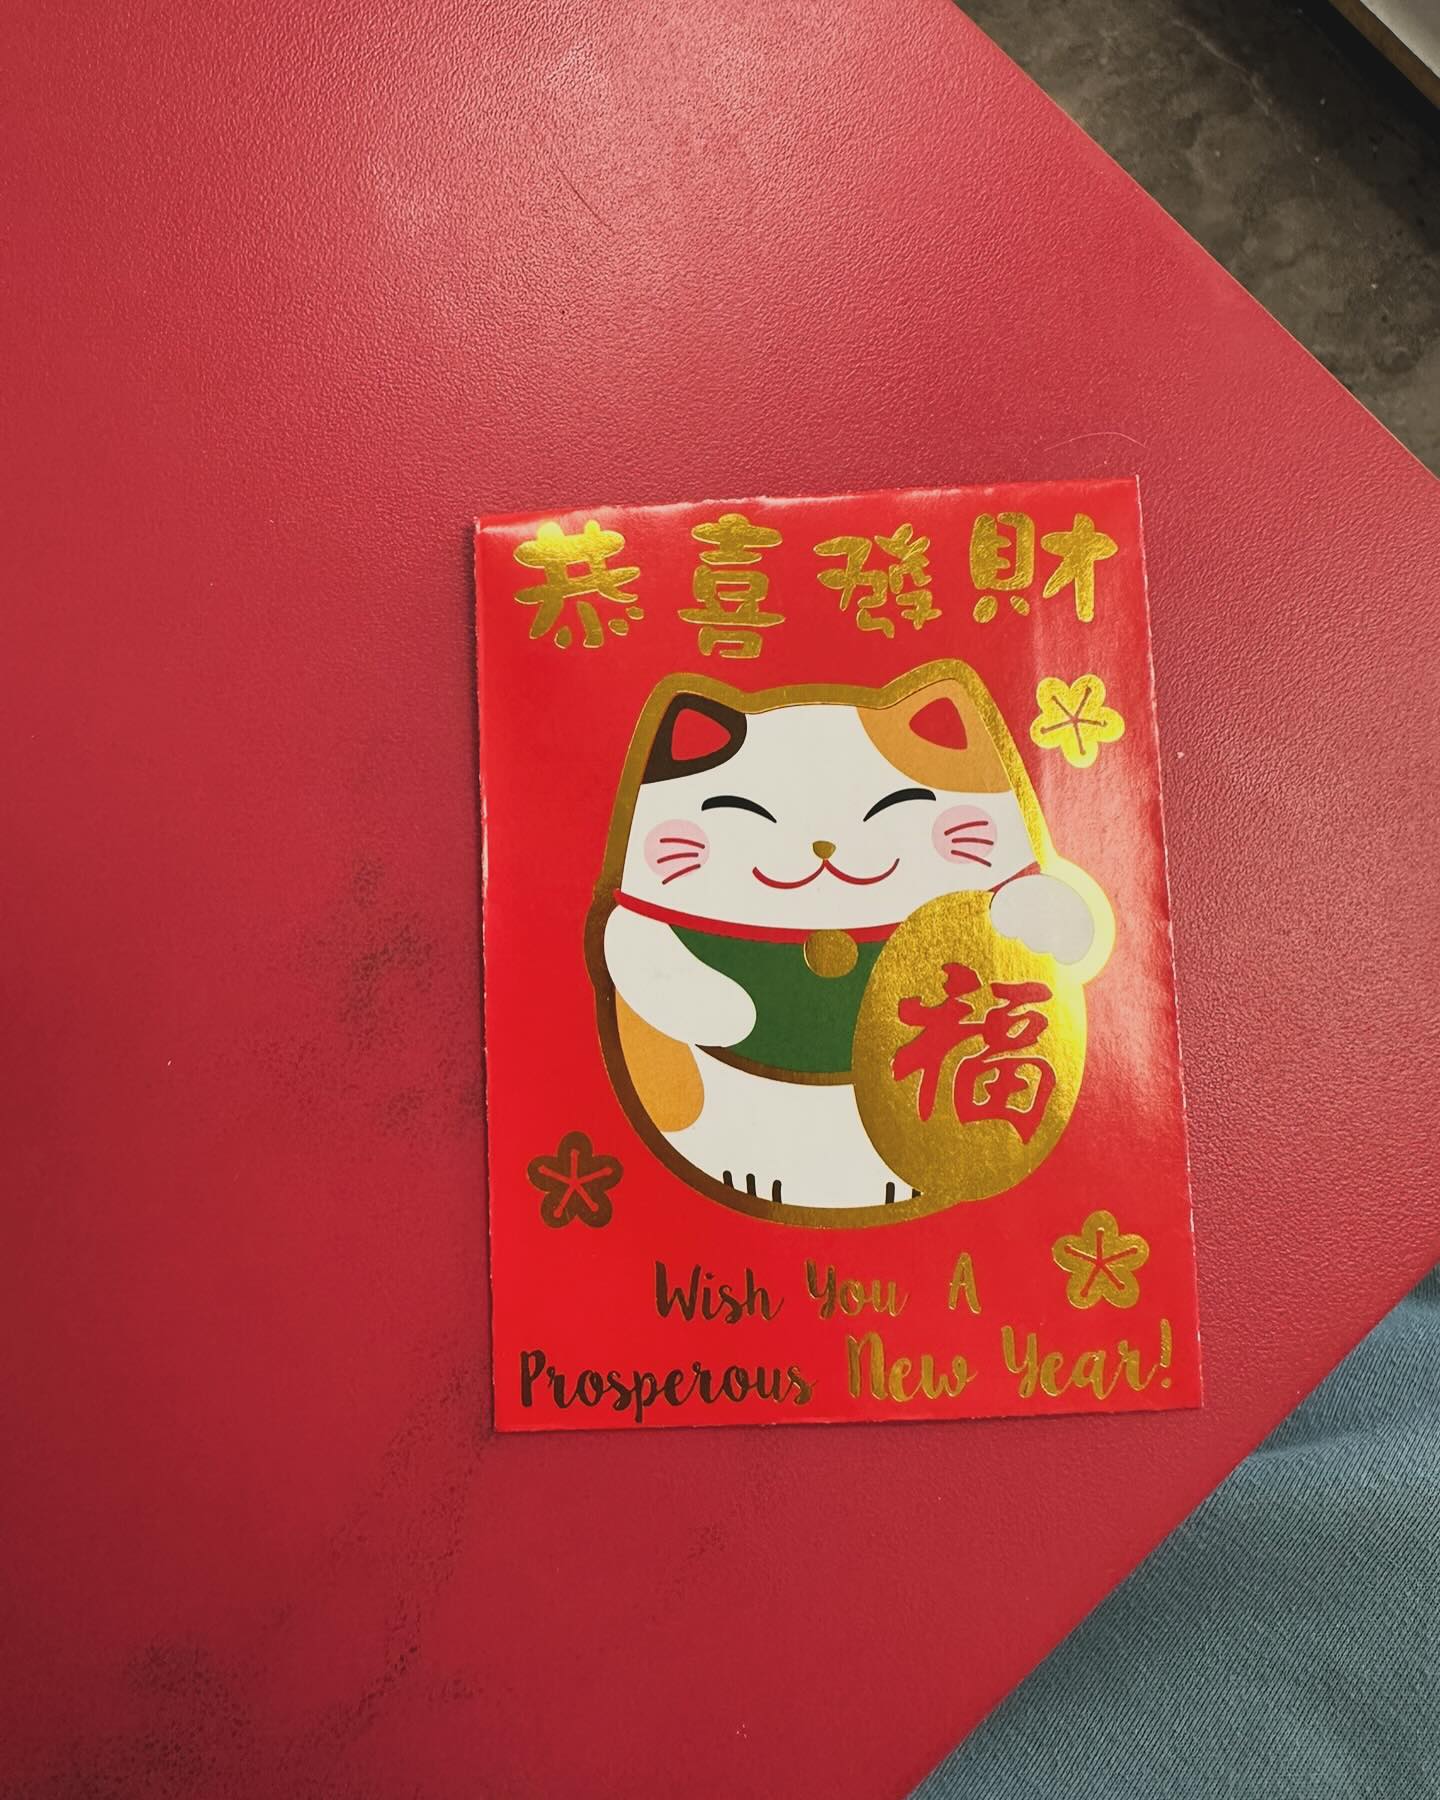 恭喜發財
福
Wish You A
Prosperous New Year!